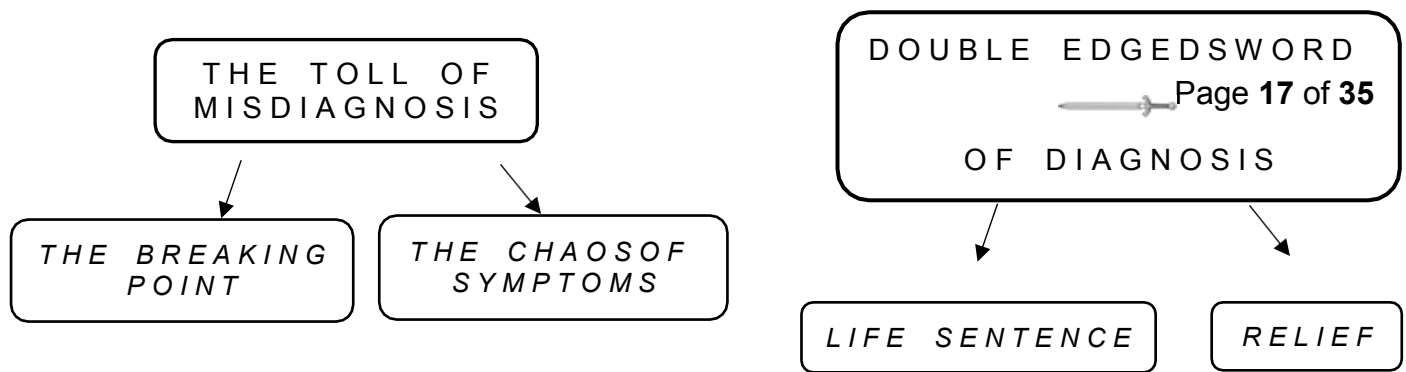 THE TOLL OF
MISDIAGNOSIS
THE BREAKING
POINT
THE CHAOSOF
SYMPTOMS
DOUBLE EDGEDSWORD
Page 17 of 35
OF DIAGNOSIS
LIFE SENTENCE
RELIEF